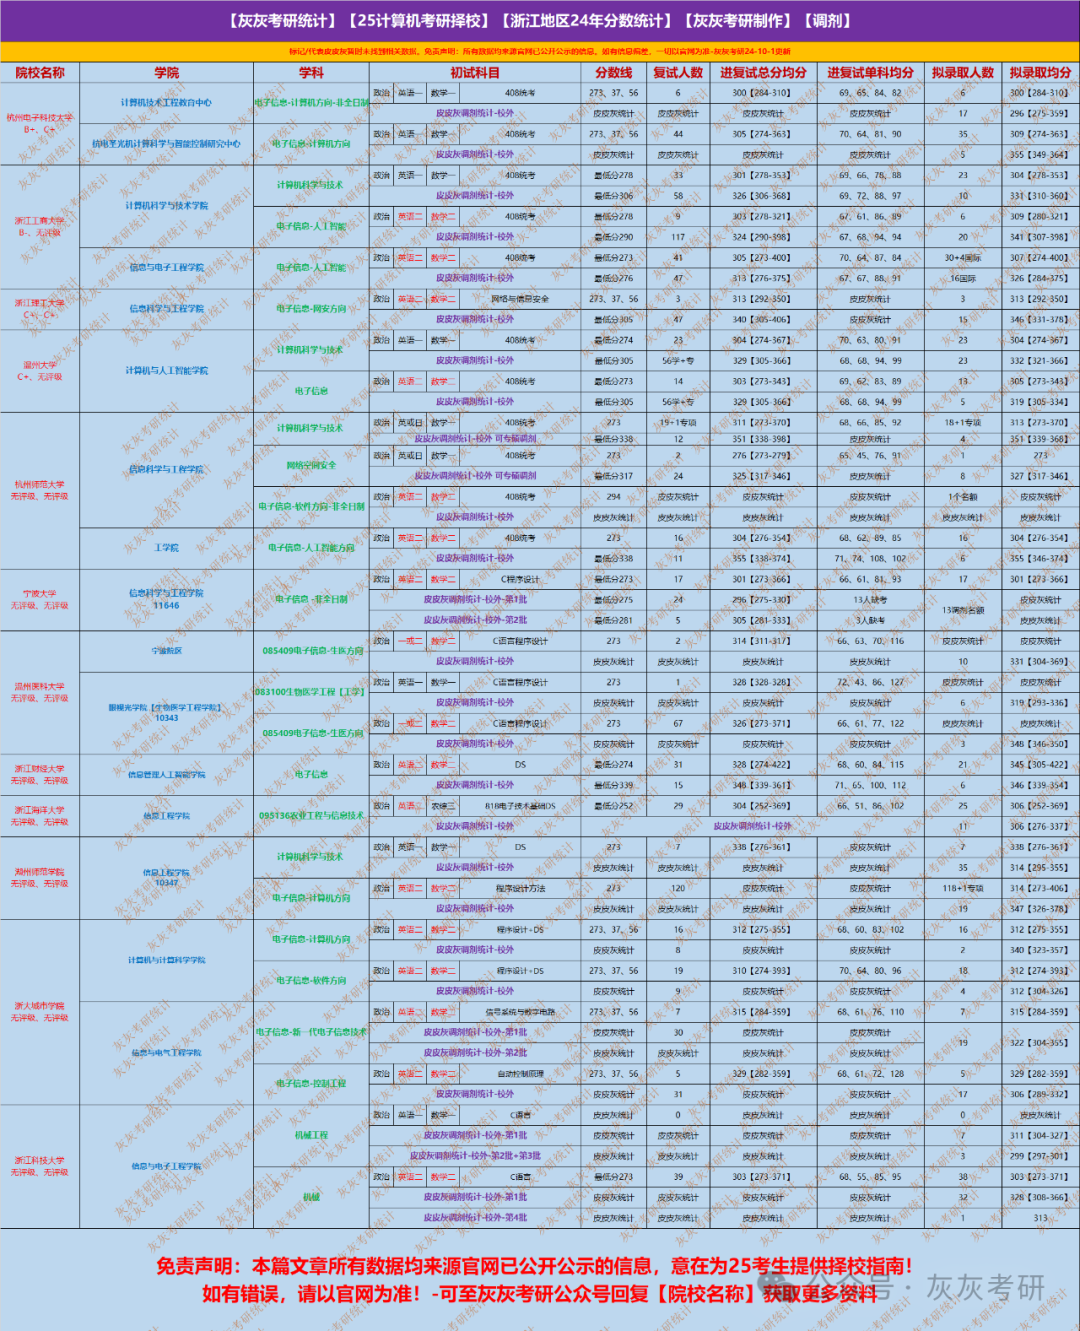 【灰灰考研统计】【25计算机考研择校】【浙江地区24年分数统计】【灰灰考研制作】【调剂】
标记/代表皮皮灰暂时未找到相关数据、免责声明：所有数据均来源官网已公开公示的信息、如有信息偏差，一切以官网为准-灰灰考研24-10-1更新
院校名称 学院 学科 初试科目 分数线 复试人数 进复试总分均分 进复试单科均分 拟录取人数 拟录取均分
杭州电子科技大学 B+、C+ 计算机技术工程教育中心 电子信息-计算机方向-非全日制 政治 英语一 数学一 408统考 273、37、56 6 300【284-310】 69、65、84、82 6 300【284-310】
皮皮灰调剂统计-校外 皮皮灰统计 皮皮灰统计 皮皮灰统计 皮皮灰统计 17 296【275-359】
杭电圣光机计算科学与智能控制研究中心 电子信息-计算机方向 政治 英语一 数学一 408统考 273、37、56 44 305【274-363】 70、64、81、90 35 309【274-363】
皮皮灰调剂统计-校外 皮皮灰统计 皮皮灰统计 皮皮灰统计 皮皮灰统计 5 355【349-364】
浙江工商大学 B-、无评级 计算机科学与技术学院 计算机科学与技术 政治 英语一 数学一 408统考 最低分278 33 301【278-353】 69、66、78、88 23 304【278-353】
皮皮灰调剂统计-校外 最低分306 58 326【306-368】 69、72、88、97 10 331【310-360】
电子信息-人工智能 政治 英语二 数学二 408统考 最低分278 9 303【278-321】 67、61、86、89 6 309【280-321】
皮皮灰调剂统计-校外 最低分290 117 324【290-398】 67、68、94、94 20 341【307-398】
信息与电子工程学院 电子信息-人工智能 政治 英语二 数学二 408统考 最低分273 41 305【273-400】 70、64、87、84 30+4国际 307【274-400】
皮皮灰调剂统计-校外 最低分276 47 313【276-375】 67、67、88、91 16国际 326【284-375】
浙江理工大学 C+、C+ 信息科学与工程学院 电子信息-网安方向 政治 英语二 数学二 网络与信息安全 273、37、56 3 313【292-350】 皮皮灰统计 3 313【292-350】
皮皮灰调剂统计-校外 最低分305 47 340【305-406】 皮皮灰统计 15 346【331-378】
温州大学 C+、无评级 计算机与人工智能学院 计算机科学与技术 政治 英语一 数学一 408统考 最低分274 23 304【274-367】 70、63、80、91 23 304【274-367】
皮皮灰调剂统计-校外 最低分305 56学+专 329【305-366】 68、68、94、99 23 332【321-366】
电子信息 政治 英语二 数学二 408统考 最低分273 14 303【273-343】 69、62、83、89 13 305【273-343】
皮皮灰调剂统计-校外 最低分305 56学+专 329【305-366】 68、68、94、99 5 319【305-334】
杭州师范大学 无评级、无评级 信息科学与工程学院 计算机科学与技术 政治 英或日 数学一 408统考 273 19+1专项 311【273-370】 68、66、85、92 18+1专项 313【273-370】
皮皮灰调剂统计-校外 可专硕调剂 最低分338 12 351【338-398】 皮皮灰统计 4 351【339-368】
网络空间安全 政治 英或日 数学一 408统考 273 2 276【273-279】 65、45、76、91 1 273
皮皮灰调剂统计-校外 可专硕调剂 最低分317 24 325【317-346】 皮皮灰统计 8 327【317-346】
电子信息-软件方向-非全日制 政治 英语二 数学二 408统考 294 皮皮灰统计 皮皮灰统计 皮皮灰统计 1个名额 皮皮灰统计
皮皮灰调剂统计-校外 皮皮灰统计 皮皮灰统计 皮皮灰统计 皮皮灰统计 皮皮灰统计 皮皮灰统计
工学院 电子信息-人工智能方向 政治 英语二 数学二 408统考 273 16 304【276-354】 68、62、89、85 16 304【276-354】
皮皮灰调剂统计-校外 最低分338 11 355【338-374】 71、74、108、102 6 355【346-374】
宁波大学 无评级、无评级 信息科学与工程学院 11646 电子信息-非全日制 政治 英语二 数学二 C程序设计 最低分273 17 301【273-366】 66、61、81、93 17 301【273-366】
皮皮灰调剂统计-校外-第1批 最低分275 24 296【275-330】 13人缺考 13调剂名额 皮皮灰统计
皮皮灰调剂统计-校外-第2批 最低分281 5 305【281-333】 3人缺考 皮皮灰统计
温州医科大学 无评级、无评级 宁波院区 085409电子信息-生医方向 政治 一或二 数学二 C语言程序设计 273 2 314【311-317】 66、63、70、116 皮皮灰统计 皮皮灰统计
皮皮灰调剂统计-校外 皮皮灰统计 皮皮灰统计 皮皮灰统计 皮皮灰统计 10 331【304-369】
眼视光学院【生物医学工程学院】 10343 083100生物医学工程【工学】 政治 英语一 数学一 C语言程序设计 273 1 328【328-328】 72、43、86、127 皮皮灰统计 皮皮灰统计
皮皮灰调剂统计-校外 皮皮灰统计 皮皮灰统计 皮皮灰统计 皮皮灰统计 6 319【293-336】
085409电子信息-生医方向 政治 一或二 数学二 C语言程序设计 273 67 326【273-371】 66、61、77、122 皮皮灰统计 皮皮灰统计
皮皮灰调剂统计-校外 皮皮灰统计 皮皮灰统计 皮皮灰统计 皮皮灰统计 3 348【346-350】
浙江财经大学 无评级、无评级 信息管理人工智能学院 电子信息 政治 英语二 数学二 DS 最低分274 31 328【274-422】 68、60、84、115 21 345【305-422】
皮皮灰调剂统计-校外 最低分339 15 348【339-361】 71、65、100、112 6 346【339-354】
浙江海洋大学 无评级、无评级 信息工程学院 095136农业工程与信息技术 政治 英语二 农综三 818电子技术基础DS 最低分252 29 304【252-369】 66、51、86、102 25 306【252-369】
皮皮灰调剂统计-校外 皮皮灰调剂统计-校外 11 306【276-337】
湖州师范学院 无评级、无评级 信息工程学院 10347 计算机科学与技术 政治 英语一 数学一 DS 273 7 338【276-361】 皮皮灰统计 7 338【276-361】
皮皮灰调剂统计-校外 皮皮灰统计 皮皮灰统计 皮皮灰统计 皮皮灰统计 35 314【295-355】
电子信息-计算机方向 政治 英语二 数学二 程序设计方法 273 120 皮皮灰统计 皮皮灰统计 118+1专项 314【273-406】
皮皮灰调剂统计-校外 皮皮灰统计 皮皮灰统计 皮皮灰统计 皮皮灰统计 19 347【326-378】
浙大城市学院 无评级、无评级 计算机与计算科学学院 电子信息-计算机方向 政治 英语二 数学二 程序设计+DS 273、37、56 16 312【275-355】 68、60、83、102 16 312【275-355】
皮皮灰调剂统计-校外 皮皮灰统计 8 皮皮灰统计 皮皮灰统计 2 340【323-357】
电子信息-软件方向 政治 英语二 数学二 程序设计+DS 273、37、56 19 310【274-393】 70、64、80、96 18 312【274-393】
皮皮灰调剂统计-校外 皮皮灰统计 9 皮皮灰统计 皮皮灰统计 4 312【304-326】
信息与电气工程学院 电子信息-新一代电子信息技术 政治 英语二 数学二 信号系统与数字电路 273、37、56 7 315【284-359】 68、61、76、110 7 315【284-359】
皮皮灰调剂统计-校外-第1批 皮皮灰统计 30 皮皮灰统计 皮皮灰统计 19 322【304-355】
皮皮灰调剂统计-校外-第2批 皮皮灰统计 皮皮灰统计 皮皮灰统计 皮皮灰统计
电子信息-控制工程 政治 英语二 数学二 自动控制原理 273、37、56 5 329【282-359】 68、61、72、128 5 329【282-359】
皮皮灰调剂统计-校外 皮皮灰统计 31 皮皮灰统计 皮皮灰统计 17 306【289-332】
浙江科技大学 无评级、无评级 信息与电子工程学院 机械工程 政治 英语一 数学一 C语言 皮皮灰统计 0 皮皮灰统计 皮皮灰统计 0 皮皮灰统计
皮皮灰调剂统计-校外-第1批 皮皮灰统计 皮皮灰统计 皮皮灰统计 皮皮灰统计 7 311【304-327】
皮皮灰调剂统计-校外-第2批+第3批 皮皮灰统计 皮皮灰统计 皮皮灰统计 皮皮灰统计 3 299【297-301】
机械 政治 英语二 数学二 C语言 最低分273 39 303【273-371】 68、55、85、95 38 303【273-371】
皮皮灰调剂统计-校外-第1批 皮皮灰统计 皮皮灰统计 皮皮灰统计 皮皮灰统计 32 328【308-366】
皮皮灰调剂统计-校外-第4批 皮皮灰统计 皮皮灰统计 皮皮灰统计 皮皮灰统计 1 313
免责声明：本篇文章所有数据均来源官网已公开公示的信息，意在为25考生提供择校指南！
如有错误，请以官网为准！-可至灰灰考研公众号回复【院校名称】获取更多资料
公众号 · 灰灰考研